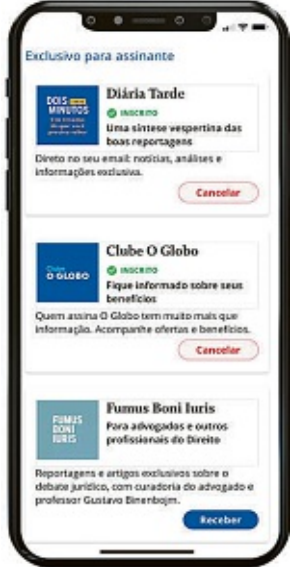 Exclusivo para assinante
DOIS
MINUTOS
Diária Tarde
INSCRITO
Uma síntese vespertina das
boas reportagens
Direto no seu email: notícias, análises e
informações exclusiva.
Cancelar
Clube
O GLOBO
Clube O Globo
INSCRITO
Fique informado sobre seus
benefícios
Quem assina O Globo tem muito mais que
informação. Acompanhe ofertas e benefícios.
Cancelar
FUMUS
BONI
IURIS
Fumus Boni Iuris
Para advogados e outros
profissionais do Direito
Reportagens e artigos exclusivos sobre o
debate jurídico, com curadoria do advogado e
professor Gustavo Binenbojm.
Receber